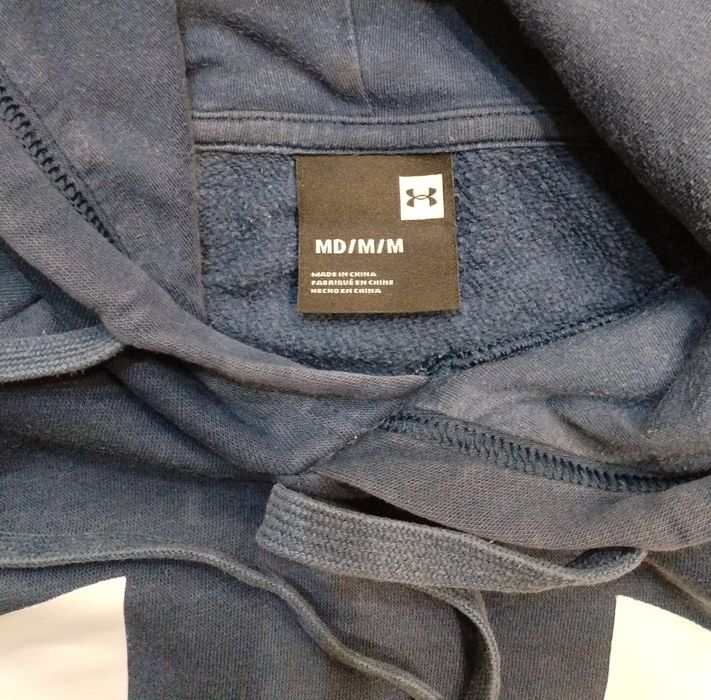 MD/M/M
MADE IN CHINA
FABRIQUÉ EN CHINE
HECHO EN CHINA